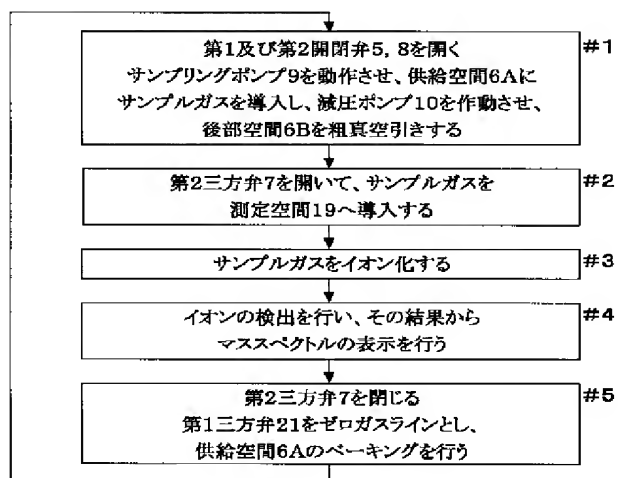 第1及び第2開閉弁5, 8を開く
#1
サンプリングポンプ9を動作させ、供給空間6Aに
サンプルガスを導入し、減圧ポンプ10を作動させ、
後部空間6Bを粗真空引きする
第2三方弁7を開いて、サンプルガスを
#2
測定空間19へ導入する
サンプルガスをイオン化する
#3
イオンの検出を行い、その結果から
#4
マススペクトルの表示を行う
第2三方弁7を閉じる
#5
第1三方弁21をゼロガスラインとし、
供給空間6Aのベーキングを行う